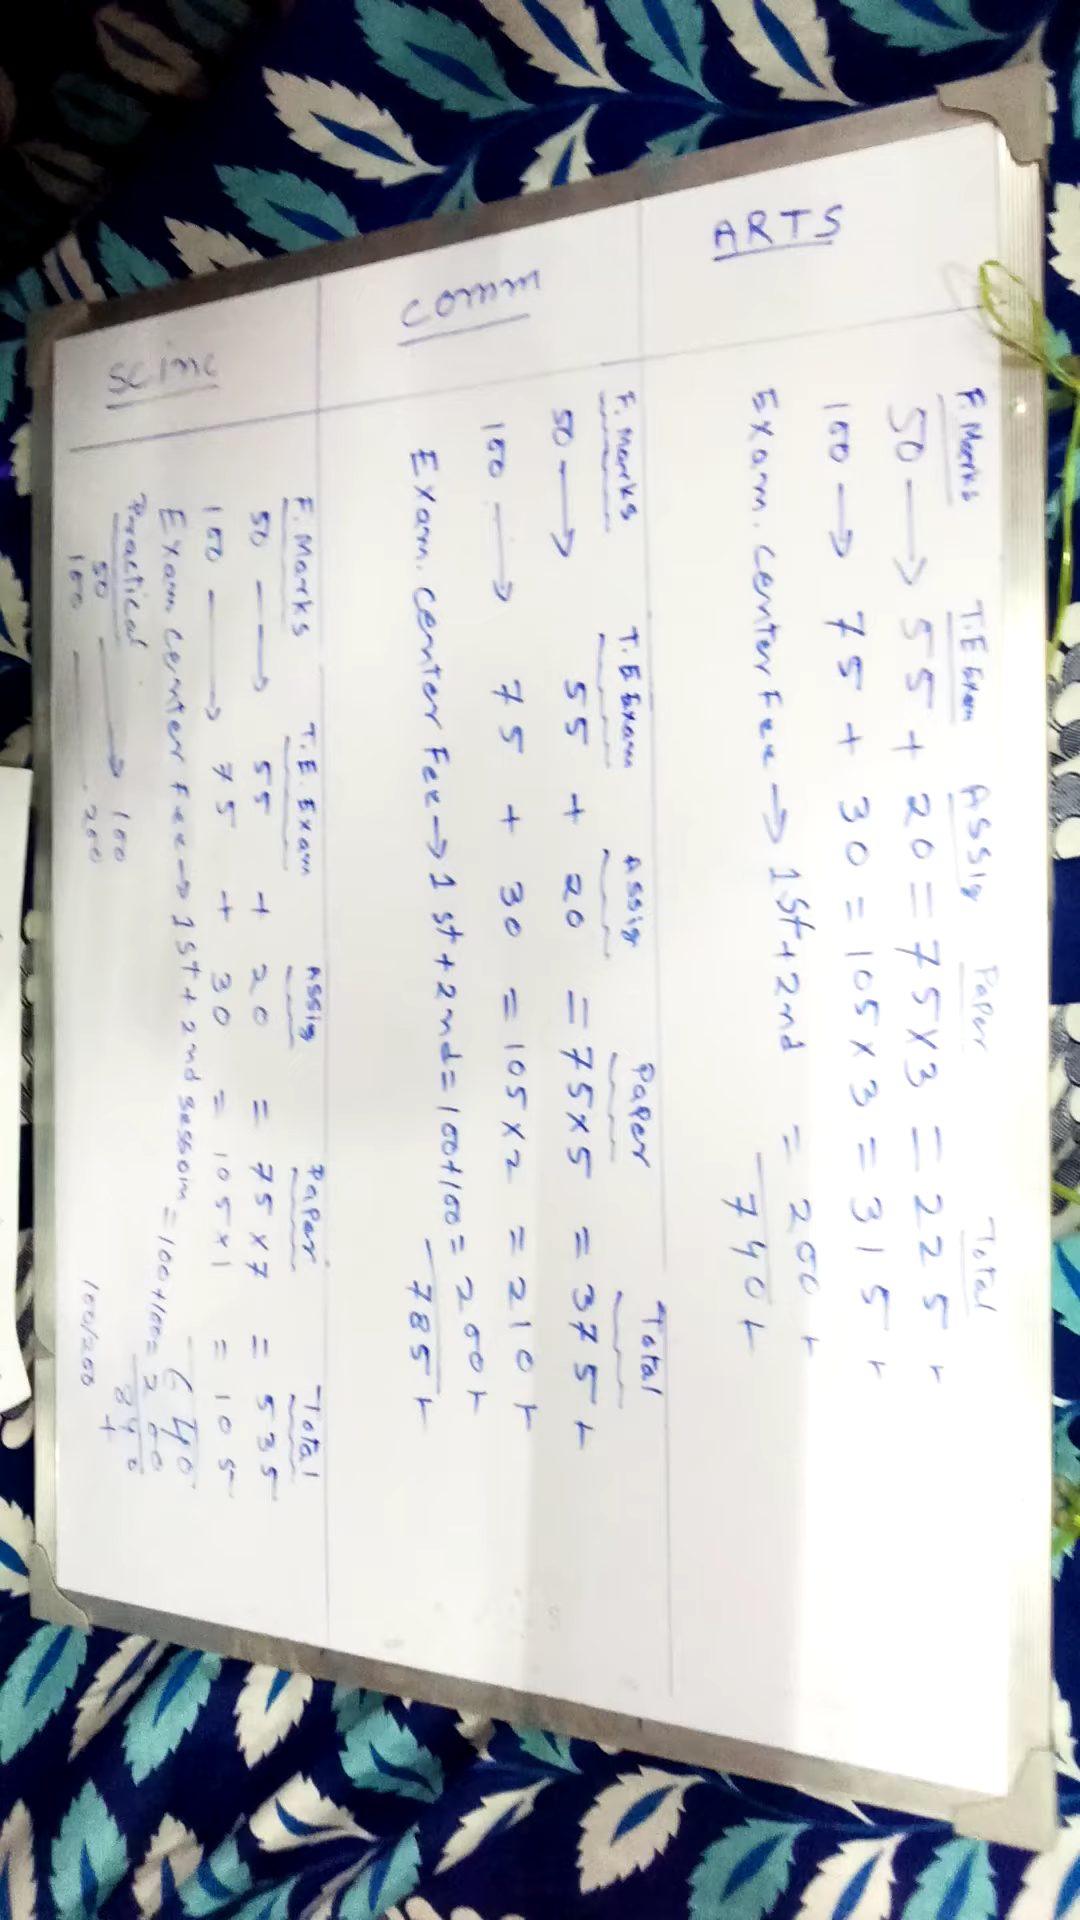 ARTS
F. Marks T.E Exam Assig Paper Total
50 → 55 + 20 = 75 x 3 = 225 +
100 → 75 + 30 = 105 x 3 = 315 +
Exam. Center Fee → 1st + 2nd = 200 +
740 +
comm
F. Marks T.E Exam Assig Paper Total
50 → 55 + 20 = 75 x 5 = 375 +
100 → 75 + 30 = 105 x 2 = 210 +
Exam. Center Fee → 1st + 2nd = 100 + 100 = 200 +
785 +
scinc
F. Marks T.E. Exam Assig Paper Total
50 → 55 + 20 = 75 x 7 = 535
100 → 75 + 30 = 105 x 1 = 105
640
Exam Center Fee → 1st + 2nd sessom = 100 + 100 = 200
840
+
Practical
50 → 100
100 200 100/200